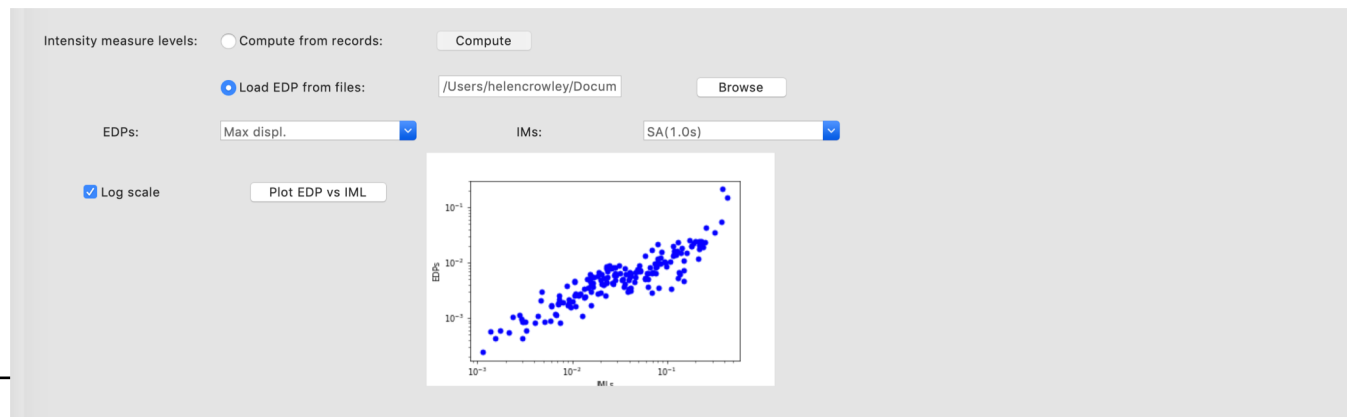 Intensity measure levels: Compute from records: Compute
Load EDP from files: /Users/helencrowley/Docum Browse
EDPs: Max displ. IMs: SA(1.0s)
Log scale Plot EDP vs IML
10⁻¹
10⁻²
10⁻³
EDPs
10⁻³ 10⁻² 10⁻¹
IMLs